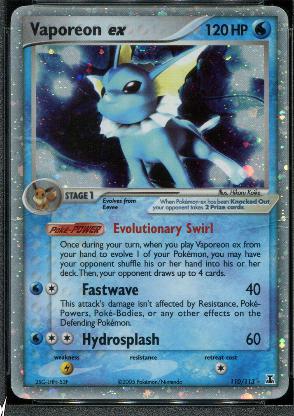 Vaporeon ex 120 HP
Illus. Hikaru Koike
STAGE 1
Evolves from
Eevee
When Pokémon-ex has been Knocked Out
your opponent takes 2 Prize cards.
Poké-POWER Evolutionary Swirl
Once during your turn, when you play Vaporeon ex from
your hand to evolve 1 of your Pokémon, you may have
your opponent shuffle his or her hand into his or her
deck. Then, your opponent draws up to 4 cards.
Fastwave 40
This attack's damage isn't affected by Resistance, Poké-
Powers, Poké-Bodies, or any other effects on the
Defending Pokémon.
Hydrosplash 60
weakness resistance retreat cost
©2005 Pokémon/Nintendo 110/113